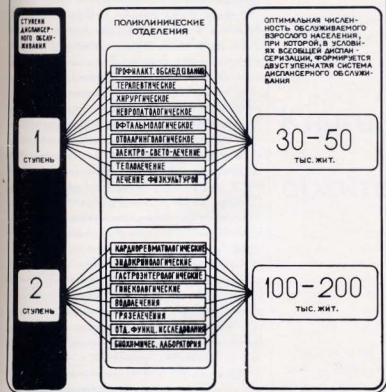 СТУПЕНИ
ДИСПАНСЕР-
НОГО ОБСЛУ-
ЖИВАНИЯ
ПОЛИКЛИНИЧЕСКИЕ
ОТДЕЛЕНИЯ
ОПТИМАЛЬНАЯ ЧИСЛЕН-
НОСТЬ ОБСЛУЖИВАЕМОГО
ВЗРОСЛОГО НАСЕЛЕНИЯ,
ПРИ КОТОРОЙ, В УСЛОВИ-
ЯХ ВСЕОБЩЕЙ ДИСПАН-
СЕРИЗАЦИИ, ФОРМИРУЕТСЯ
ДВУСТУПЕНЧАТАЯ СИСТЕМА
ДИСПАНСЕРНОГО ОБСЛУЖИ-
ВАНИЯ
1
СТУПЕНЬ
ПРОФИЛАКТ. ОБСЛЕДОВАНИЮ
ТЕРАПЕВТИЧЕСКОЕ
ХИРУРГИЧЕСКОЕ
НЕВРОПАТОЛОГИЧЕСКОЕ
ОФТАЛЬМОЛОГИЧЕСКОЕ
ОТОЛАРИНГОЛОГИЧЕСКОЕ
ЭЛЕКТРО-СВЕТО-ЛЕЧЕНИЕ
ТЕПЛОЛЕЧЕНИЕ
ЛЕЧЕНИЕ ФИЗКУЛЬТУРОЙ
30-50
ТЫС. ЖИТ.
2
СТУПЕНЬ
КАРДИОРЕВМАТОЛОГИЧЕСКИЕ
ЭНДОКРИНОЛОГИЧЕСКИЕ
ГАСТРОЭНТЕРОЛОГИЧЕСКИЕ
ГИНЕКОЛОГИЧЕСКИЕ
ВОДОЛЕЧЕНИЯ
ГРЯЗЕЛЕЧЕНИЯ
ОТД. ФУНКЦ. ИССЛЕДОВАНИЯ
БИОХИМИЧЕС. ЛАБОРАТОРИЯ
100-200
ТЫС. ЖИТ.